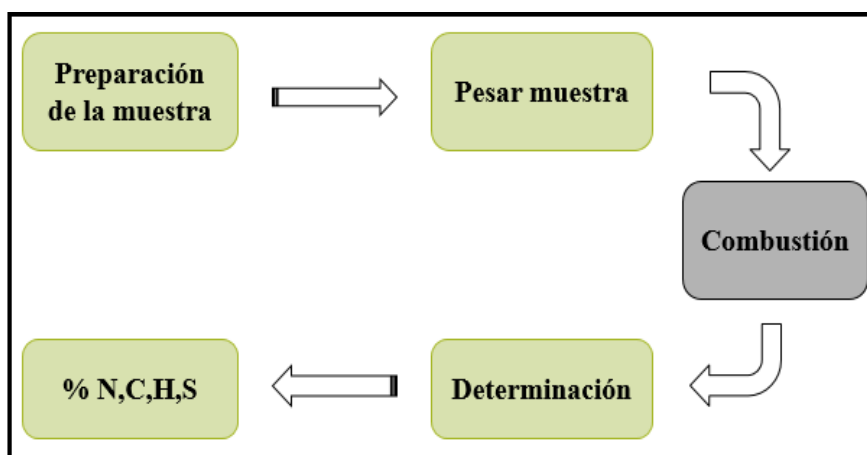 Preparación
de la muestra
Pesar muestra
Combustión
Determinación
% N,C,H,S